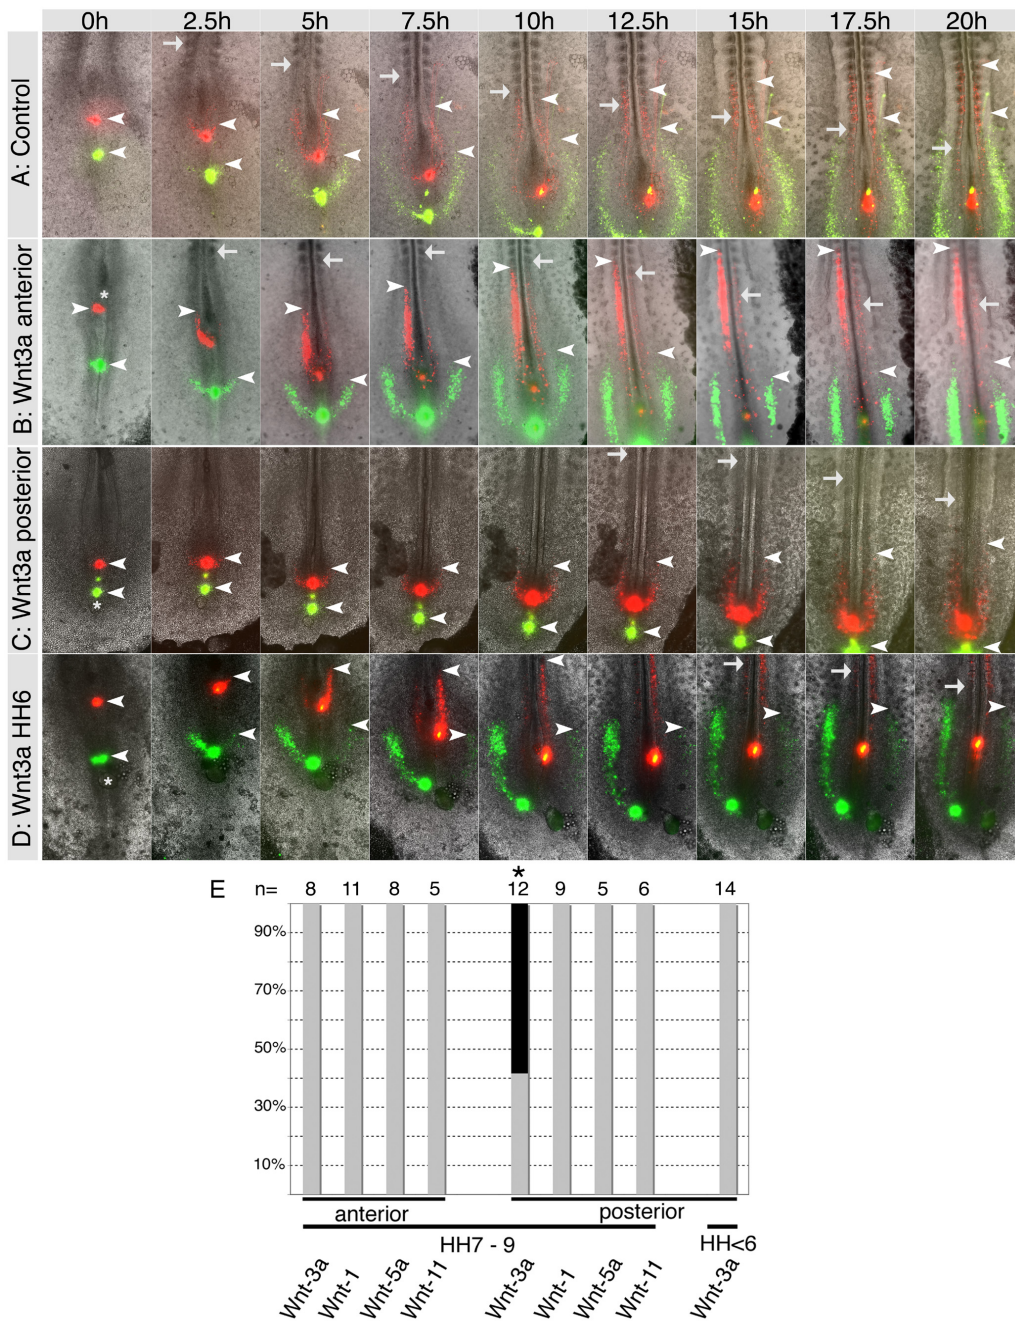 0h 2.5h 5h 7.5h 10h 12.5h 15h 17.5h 20h
A: Control
B: Wnt3a anterior
*
C: Wnt3a posterior
*
D: Wnt3a HH6
*
*
E n= 8 11 8 5 12 9 5 6 14
90%
70%
50%
30%
10%
anterior posterior
HH7 - 9 HH<6
Wnt-3a Wnt-1 Wnt-5a Wnt-11 Wnt-3a Wnt-1 Wnt-5a Wnt-11 Wnt-3a